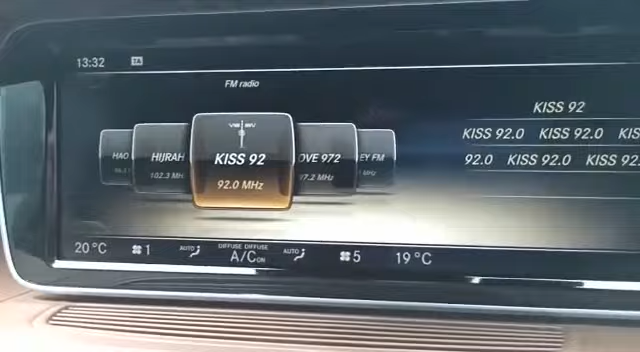 13:32 TA
FM radio
KISS 92
HAO HIJRAH KISS 92 OVE 972 EY FM
KISS 92.0 KISS 92.0 KISS
102.3 MH 92.0 MHz 97.2 MHz MHz
92.0 KISS 92.0 KISS 92.
20 °C 1 AUTO DIFFUSE DIFFUSE AUTO 5 19 °C
A/C ON